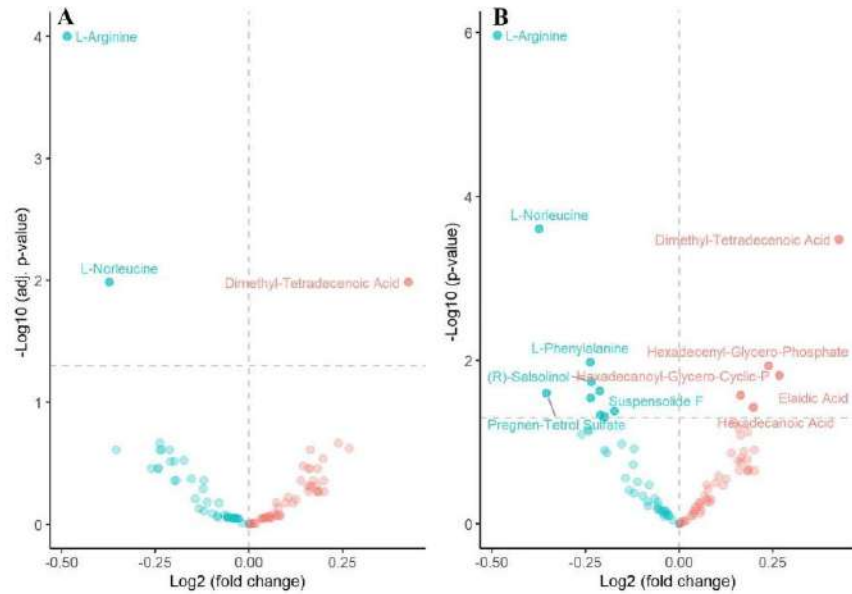 A
4
L-Arginine
3
L-Norleucine
2
Dimethyl-Tetradecenoic Acid
1
0
-Log10 (adj. p-value)
-0.50
-0.25
0.00
0.25
Log2 (fold change)
B
6
L-Arginine
L-Norleucine
4
Dimethyl-Tetradecenoic Acid
L-Phenylalanine
Hexadecenyl-Glycero-Phosphate
2
(R)-Salsolinol
Hexadecanoyl-Glycero-Cyclic-P
Suspensolide F
Elaidic Acid
Pregnen-Tetrol Sulfate
Hexadecanoic Acid
0
-Log10 (p-value)
-0.50
-0.25
0.00
0.25
Log2 (fold change)